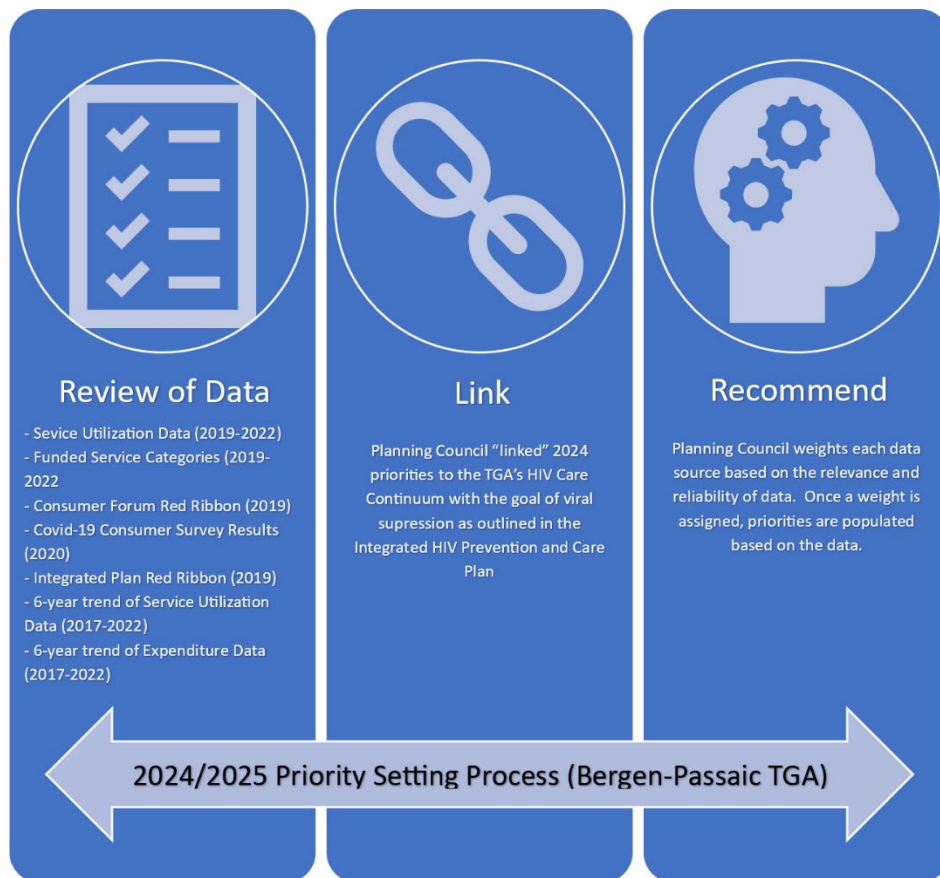 Review of Data
- Sevice Utilization Data (2019-2022)
- Funded Service Categories (2019-
2022
- Consumer Forum Red Ribbon (2019)
- Covid-19 Consumer Survey Results
(2020)
- Integrated Plan Red Ribbon (2019)
- 6-year trend of Service Utilization
Data (2017-2022)
- 6-year trend of Expenditure Data
(2017-2022)
Link
Planning Council “linked” 2024
priorities to the TGA’s HIV Care
Continuum with the goal of viral
supression as outlined in the
Integrated HIV Prevention and Care
Plan
Recommend
Planning Council weights each data
source based on the relevance and
reliability of data.  Once a weight is
assigned, priorities are populated
based on the data.
2024/2025 Priority Setting Process (Bergen-Passaic TGA)